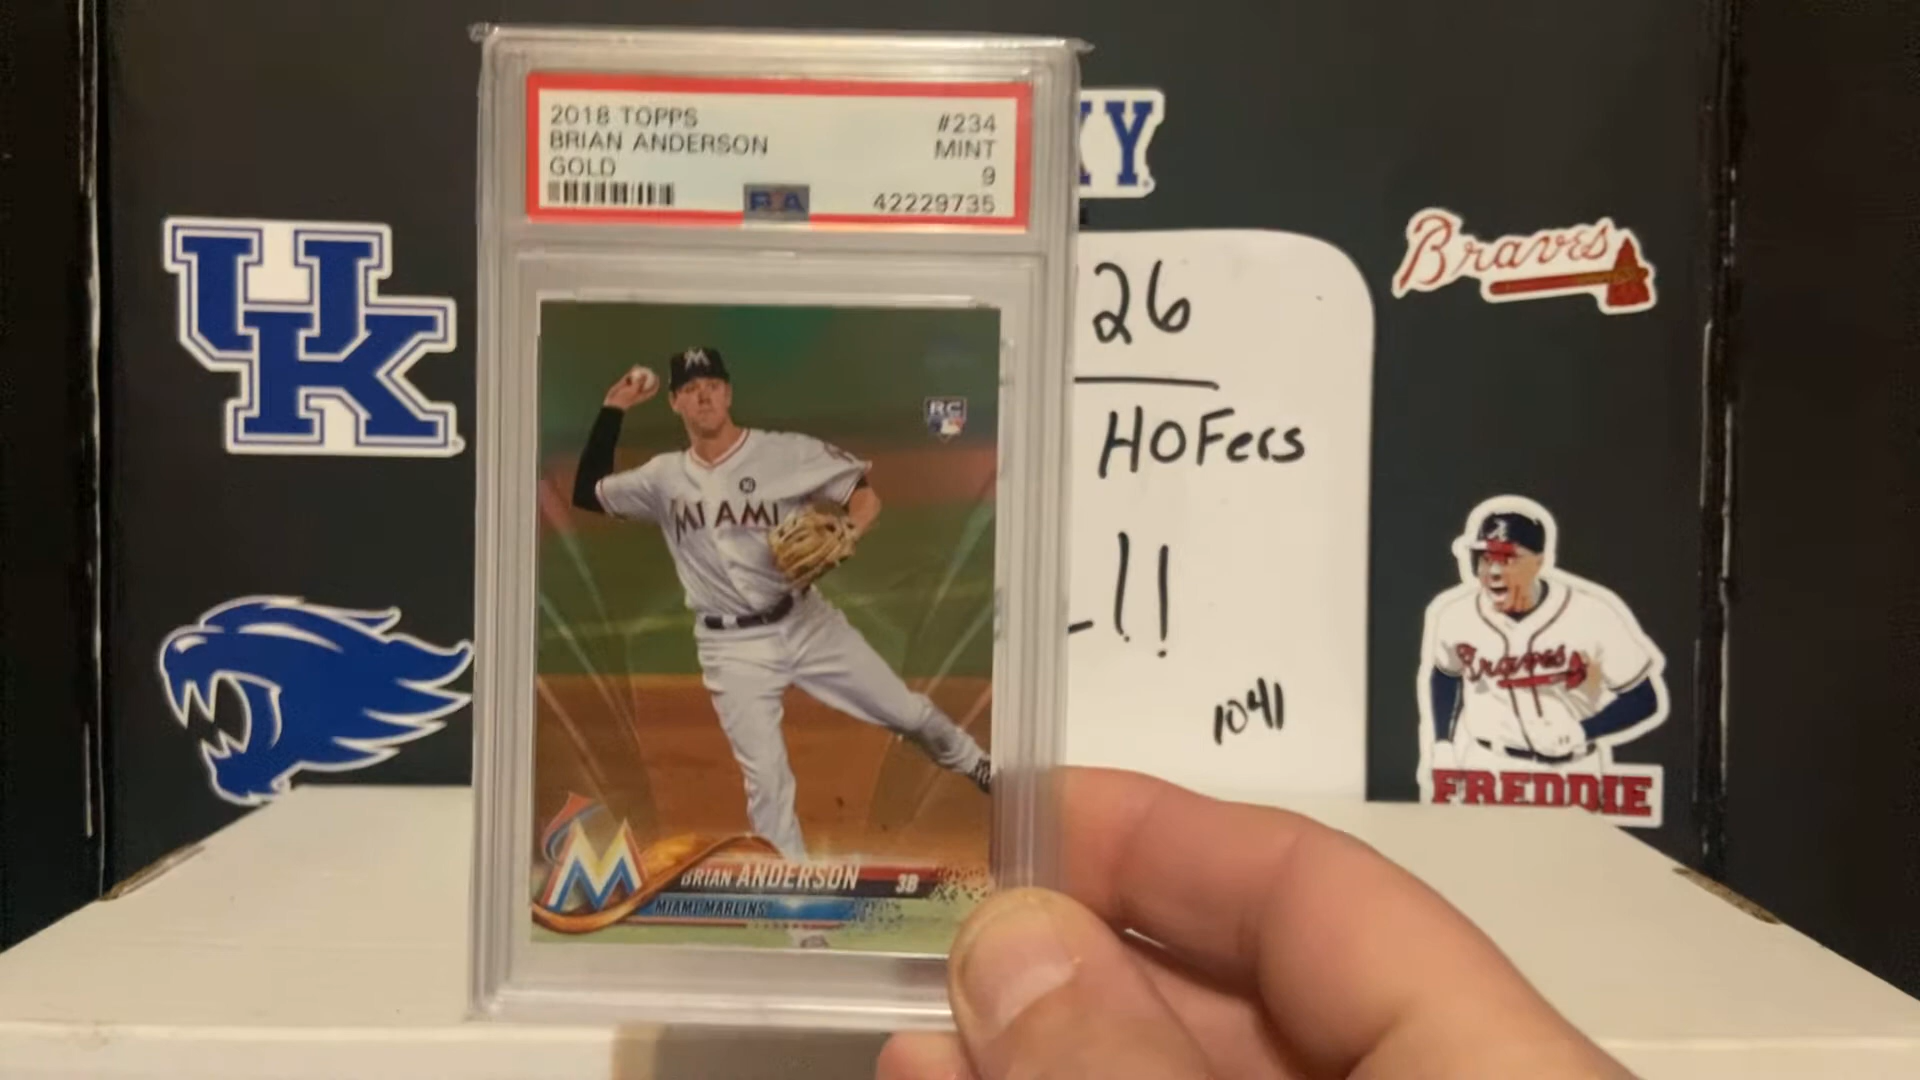 2018 TOPPS #234
BRIAN ANDERSON MINT
GOLD 9
PSA 42229735
KY
Braves
UK
26
HOFers
!!
1041
M
RC
MIAMI
10
BRIAN ANDERSON 3B
MIAMI MARLINS
A
Braves
FREDDIE